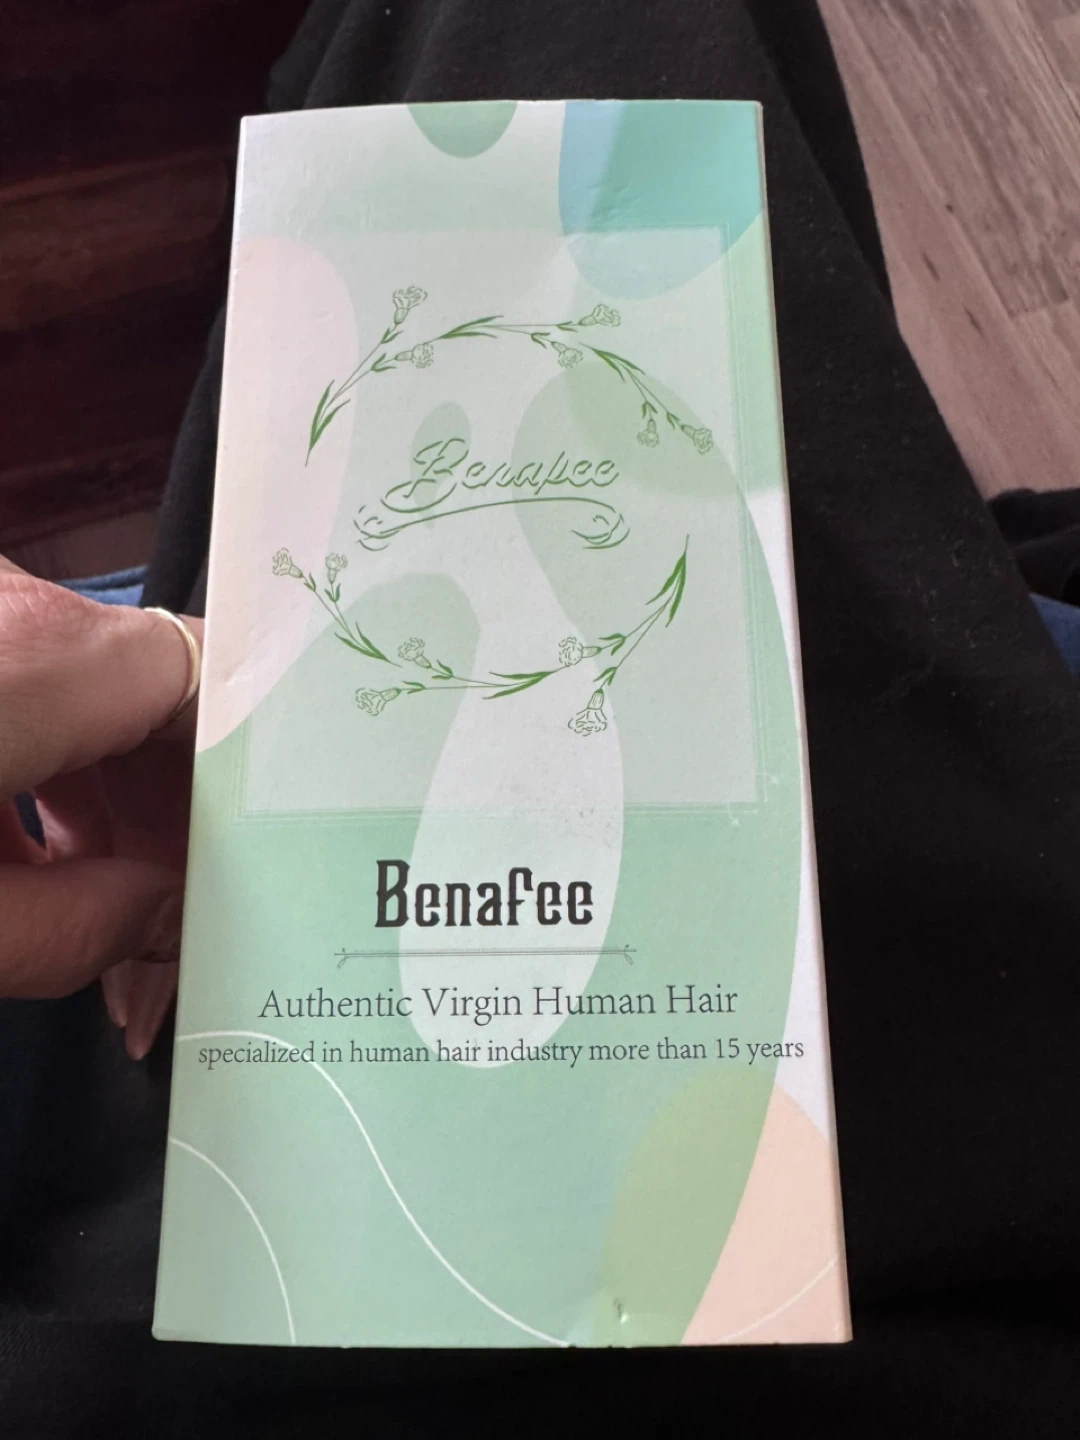 Benafee
Benafee
Authentic Virgin Human Hair
specialized in human hair industry more than 15 years